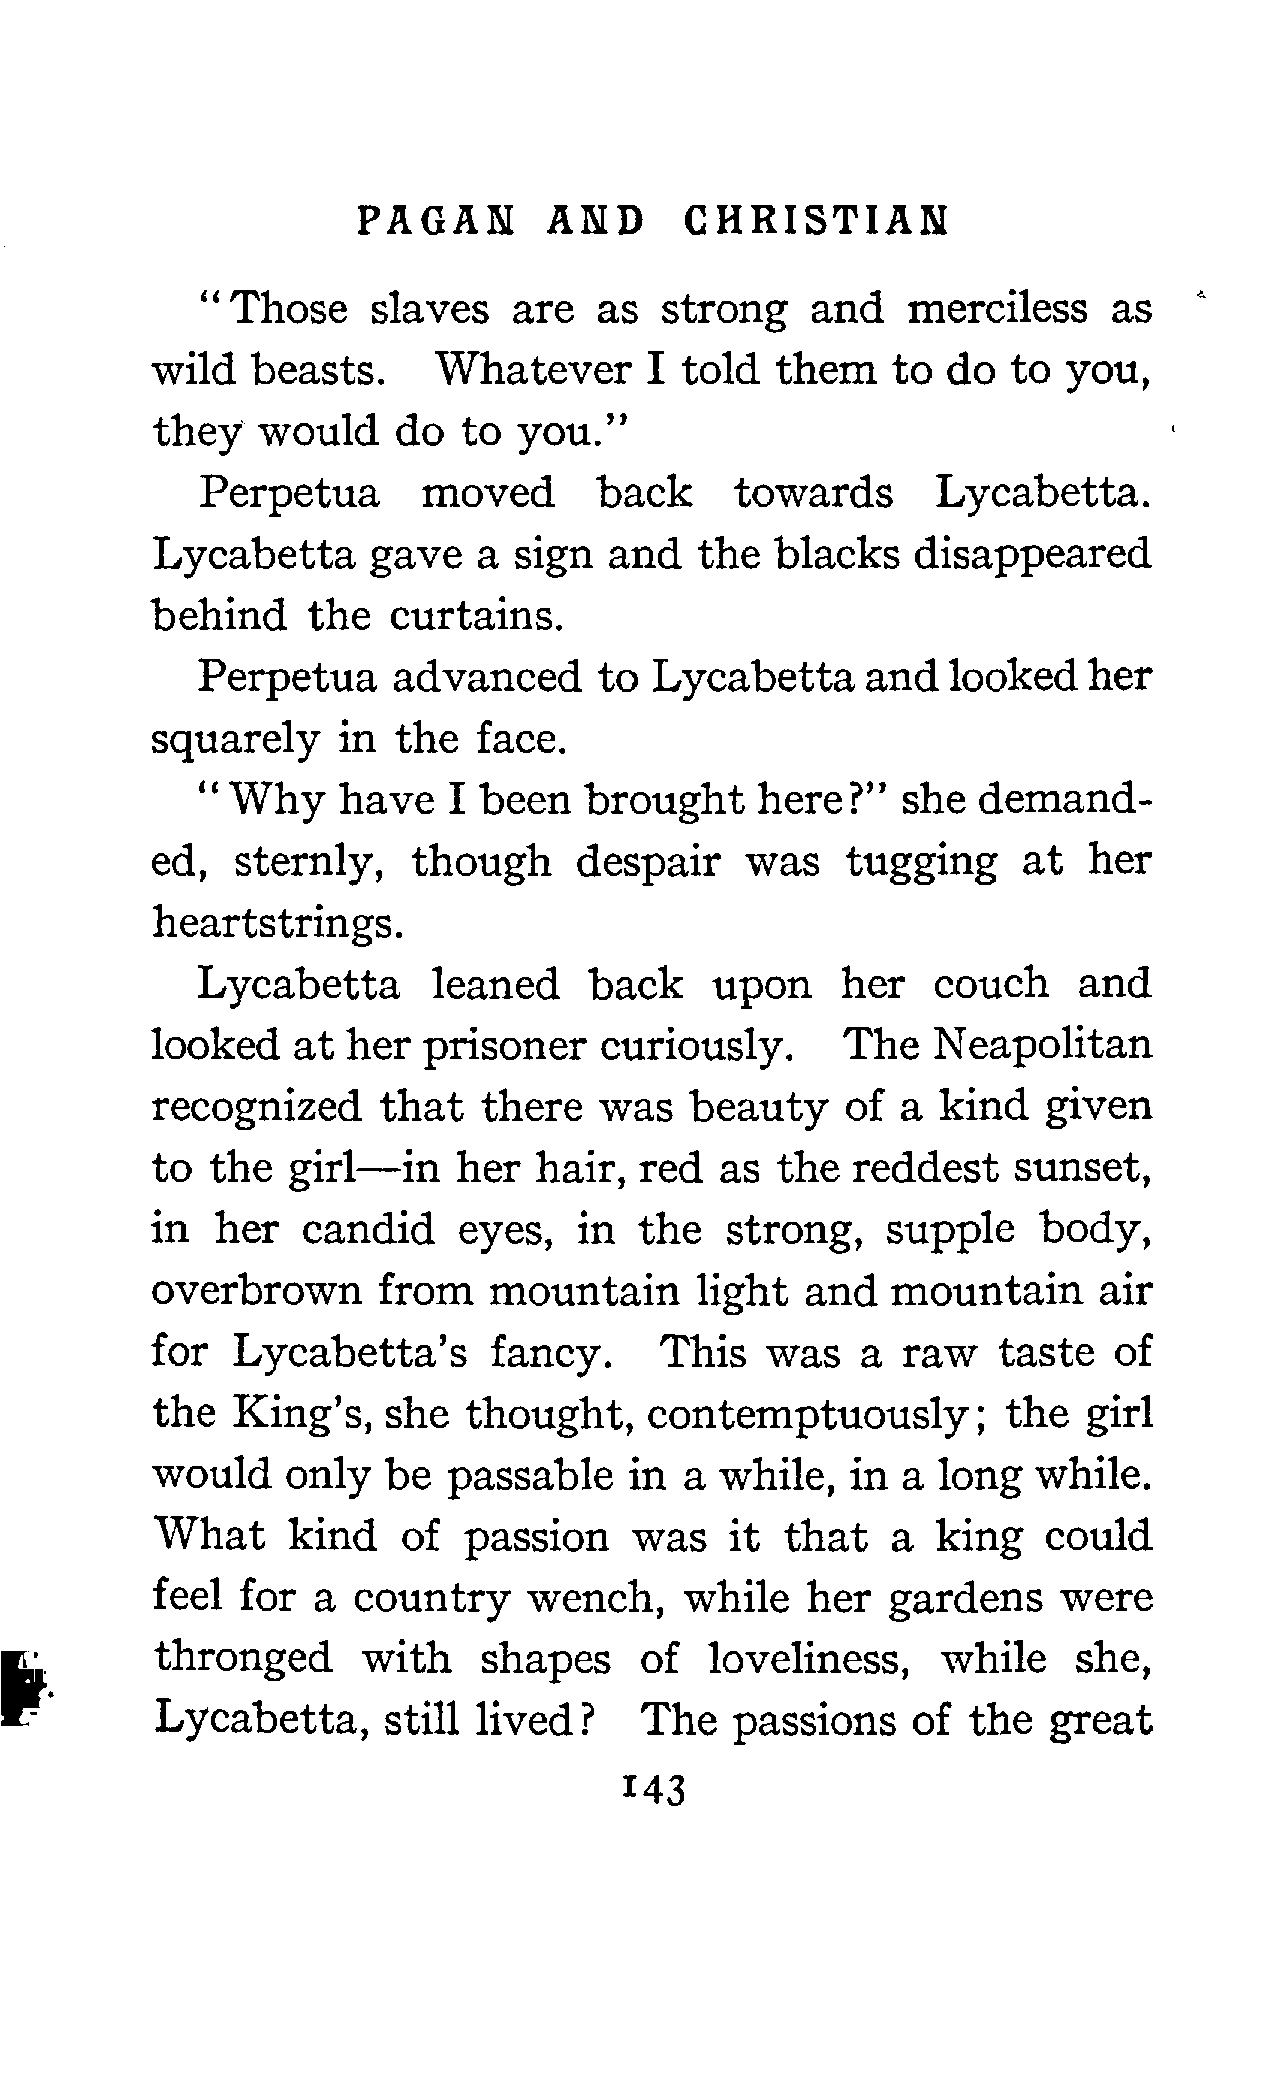 PAGAN AND CHRISTIAN
"Those slaves are as strong and merciless as
wild beasts. Whatever I told them to do to you,
they would do to you."
Perpetua moved back towards Lycabetta.
Lycabetta gave a sign and the blacks disappeared
behind the curtains.
Perpetua advanced to Lycabetta and looked her
squarely in the face.
"Why have I been brought here?" she demand-
ed, sternly, though despair was tugging at her
heartstrings.
Lycabetta leaned back upon her couch and
looked at her prisoner curiously. The Neapolitan
recognized that there was beauty of a kind given
to the girl—in her hair, red as the reddest sunset,
in her candid eyes, in the strong, supple body,
overbrown from mountain light and mountain air
for Lycabetta's fancy. This was a raw taste of
the King's, she thought, contemptuously; the girl
would only be passable in a while, in a long while.
What kind of passion was it that a king could
feel for a country wench, while her gardens were
thronged with shapes of loveliness, while she,
Lycabetta, still lived? The passions of the great
143